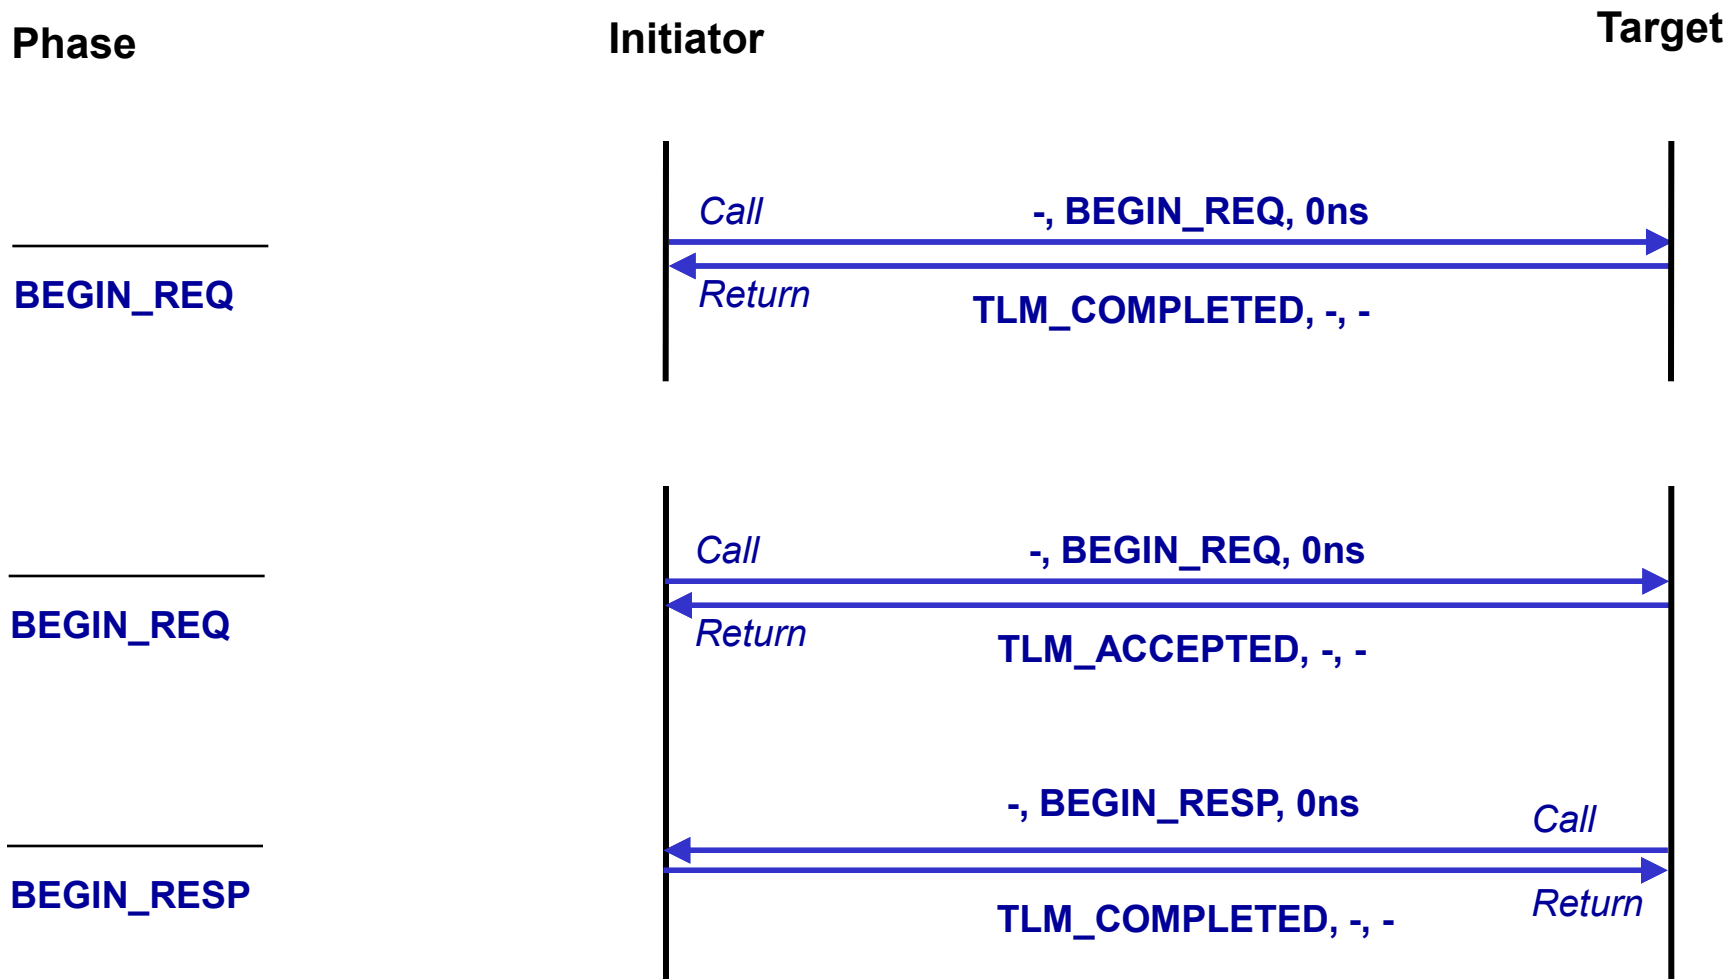 Phase
Initiator
Target
Call
-, BEGIN_REQ, 0ns
BEGIN_REQ
Return
TLM_COMPLETED, -, -
Call
-, BEGIN_REQ, 0ns
BEGIN_REQ
Return
TLM_ACCEPTED, -, -
-, BEGIN_RESP, 0ns
Call
BEGIN_RESP
TLM_COMPLETED, -, -
Return